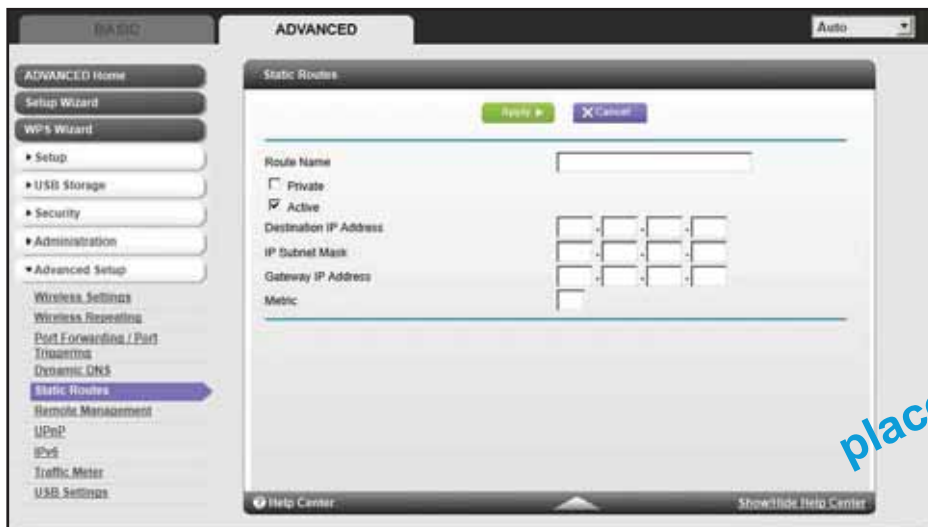 BASIC
ADVANCED
Auto
ADVANCED Home
Setup Wizard
WPS Wizard
Setup
USB Storage
Security
Administration
Advanced Setup
Wireless Settings
Wireless Repeating
Port Forwarding / Port
Triggering
Dynamic DNS
Static Routes
Remote Management
UPnP
IPv6
Traffic Meter
USB Settings
Static Routes
Apply
Cancel
Route Name
Private
Active
Destination IP Address
IP Subnet Mask
Gateway IP Address
Metric
Help Center
Show/Hide Help Center